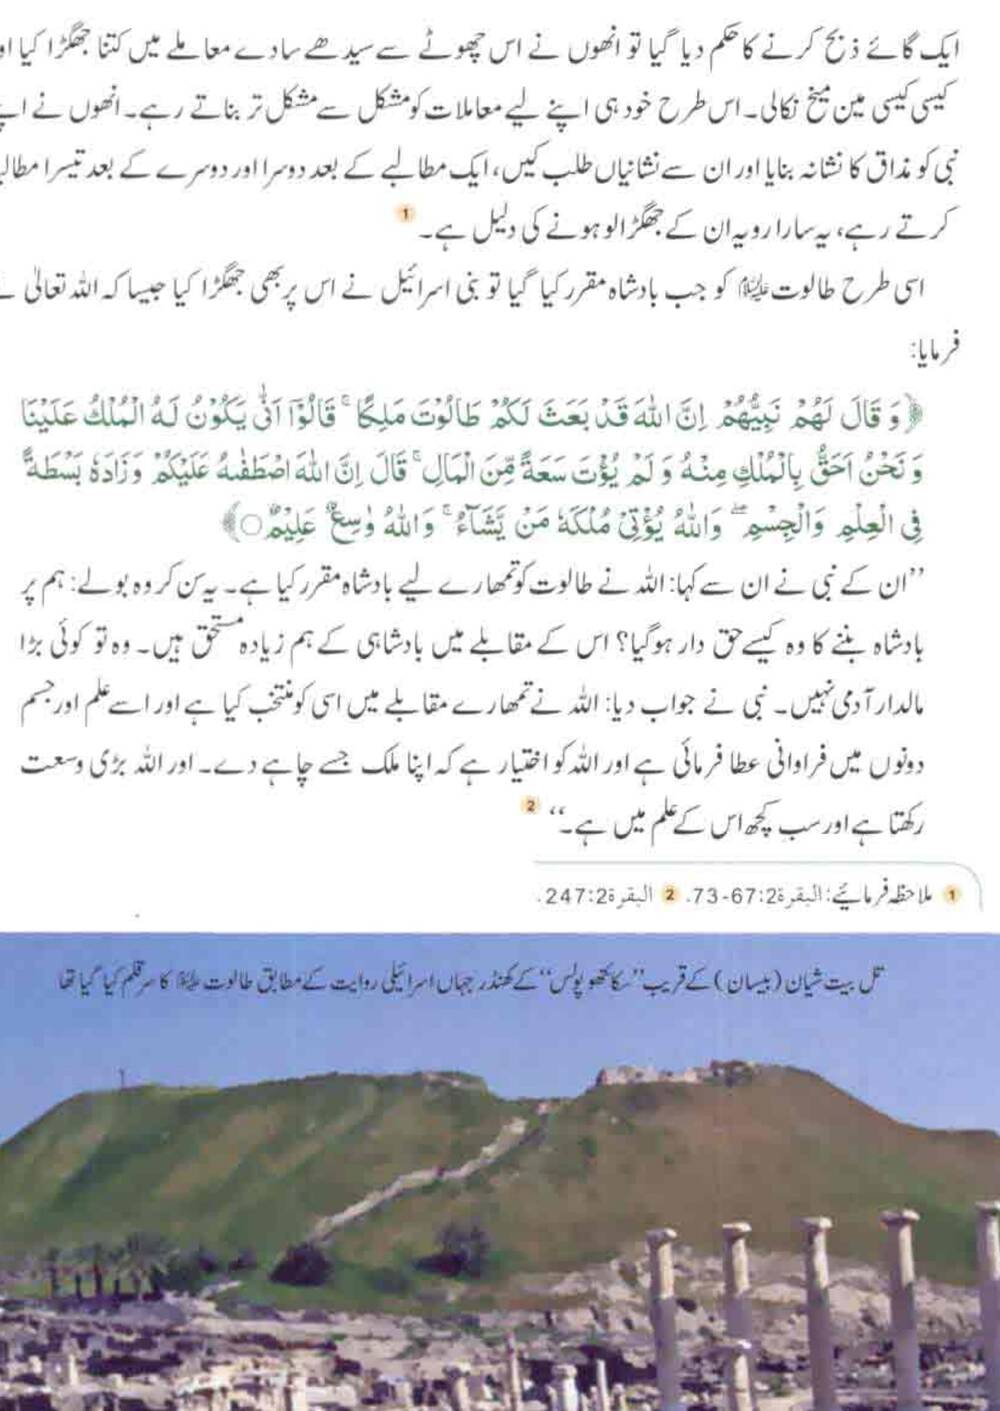 ایک گائے ذبح کرنے کا حکم دیا گیا تو انھوں نے اس چھوٹے سے سیدھے سادے معاملے میں کتنا جھگڑا کیا
کیسی کیسی مین میخ نکالی۔ اس طرح خود ہی اپنے لیے معاملات کو مشکل سے مشکل تر بناتے رہے۔ انھوں نے
نبی کو مذاق کا نشانہ بنایا اور ان سے نشانیاں طلب کیں، ایک مطالبے کے بعد دوسرا اور دوسرے کے بعد تیسرا
کرتے رہے، یہ سارا رویہ ان کے جھگڑالو ہونے کی دلیل ہے۔ 1
اسی طرح طالوت علیہ السلام کو جب بادشاہ مقرر کیا گیا تو بنی اسرائیل نے اس پر بھی جھگڑا کیا جیسا کہ اللہ تعالیٰ
فرمایا:
﴿وَ قَالَ لَهُمْ نَبِيُّهُمْ اِنَّ اللّٰهَ قَدْ بَعَثَ لَكُمْ طَالُوْتَ مَلِكًا ۚ قَالُوْۤا اَنّٰى يَكُوْنُ لَهُ الْمُلْكُ عَلَيْنَا
وَ نَحْنُ اَحَقُّ بِالْمُلْكِ مِنْهُ وَ لَمْ يُؤْتَ سَعَةً مِّنَ الْمَالِ ۚ قَالَ اِنَّ اللّٰهَ اصْطَفٰىهُ عَلَيْكُمْ وَ زَادَهٗ بَسْطَةً
فِي الْعِلْمِ وَالْجِسْمِ ۖ وَاللّٰهُ يُؤْتِيْ مُلْكَهٗ مَنْ يَّشَآءُ ۚ وَاللّٰهُ وٰسِعٌ عَلِيْمٌ ○﴾
”ان کے نبی نے ان سے کہا: اللہ نے طالوت کو تمھارے لیے بادشاہ مقرر کیا ہے۔ یہ سن کر وہ بولے: ہم پر
بادشاہ بننے کا وہ کیسے حق دار ہوگیا؟ اس کے مقابلے میں بادشاہی کے ہم زیادہ مستحق ہیں۔ وہ تو کوئی بڑا
مالدار آدمی نہیں۔ نبی نے جواب دیا: اللہ نے تمھارے مقابلے میں اسی کو منتخب کیا ہے اور اسے علم اور جسم
دونوں میں فراوانی عطا فرمائی ہے اور اللہ کو اختیار ہے کہ اپنا ملک جسے چاہے دے۔ اور اللہ بڑی وسعت
رکھتا ہے اور سب کچھ اس کے علم میں ہے۔“ 2
1 ملاحظہ فرمائیے: البقرة 2:67-73. 2 البقرة 2:247.
تل بیت شیان (بیسان) کے قریب ”سکائتھوپولس“ کے کھنڈر جہاں اسرائیلی روایت کے مطابق طالوت علیہ السلام کا سر قلم کیا گیا تھا